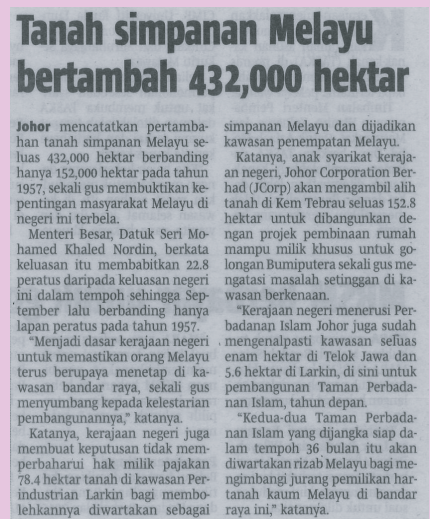 Tanah simpanan Melayu
bertambah 432,000 hektar
Johor mencatatkan pertamba-
han tanah simpanan Melayu se-
luas 432,000 hektar berbanding
hanya 152,000 hektar pada tahun
1957, sekali gus membuktikan ke-
pentingan masyarakat Melayu di
negeri ini terbela.
Menteri Besar, Datuk Seri Mo-
hamed Khaled Nordin, berkata
keluasan itu membabitkan 22.8
peratus daripada keluasan negeri
ini dalam tempoh sehingga Sep-
tember lalu berbanding hanya
lapan peratus pada tahun 1957.
"Menjadi dasar kerajaan negeri
untuk memastikan orang Melayu
terus berupaya menetap di ka-
wasan bandar raya, sekali gus
menyumbang kepada kelestarian
pembangunannya," katanya.
Katanya, kerajaan negeri juga
membuat keputusan tidak mem-
perbaharui hak milik pajakan
78.4 hektar tanah di kawasan Per-
industrian Larkin bagi membo-
lehkannya diwartakan sebagai
simpanan Melayu dan dijadikan
kawasan penempatan Melayu.
Katanya, anak syarikat keraja-
an negeri, Johor Corporation Ber-
had (JCorp) akan mengambil alih
tanah di Kem Tebrau seluas 152.8
hektar untuk dibangunkan de-
ngan projek pembinaan rumah
mampu milik khusus untuk go-
longan Bumiputera sekali gus me-
ngatasi masalah setinggan di ka-
wasan berkenaan.
"Kerajaan negeri menerusi Per-
badanan Islam Johor juga sudah
mengenalpasti kawasan seluas
enam hektar di Telok Jawa dan
5.6 hektar di Larkin, di sini untuk
pembangunan Taman Perbada-
nan Islam, tahun depan.
"Kedua-dua Taman Perbada-
nan Islam yang dijangka siap da-
lam tempoh 36 bulan itu akan
diwartakan rizab Melayu bagi me-
ngimbangi jurang pemilikan har-
tanah kaum Melayu di bandar
raya ini," katanya.